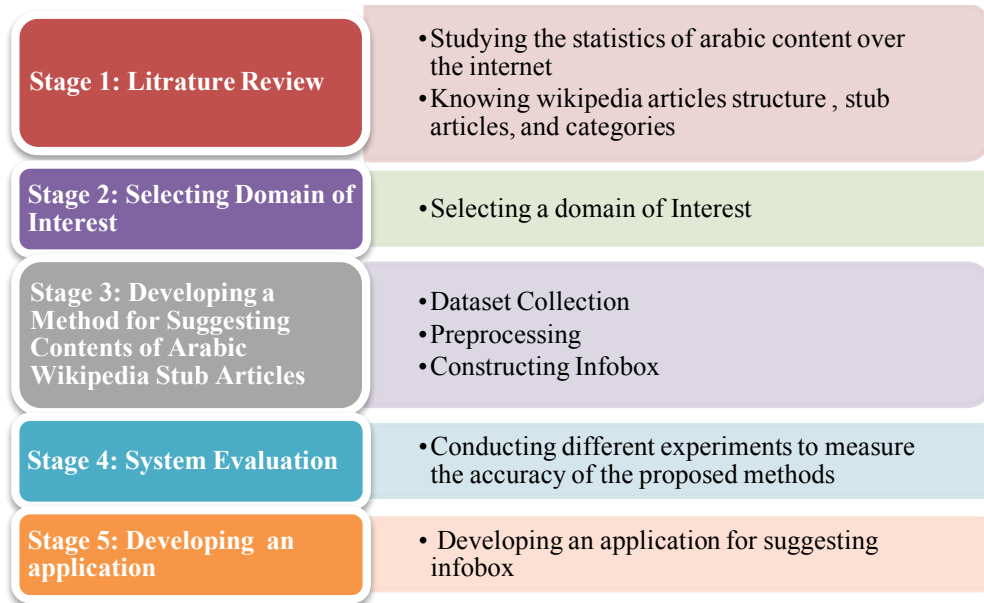 Stage 1: Litrature Review
•Studying the statistics of arabic content over
the internet
•Knowing wikipedia articles structure , stub
articles, and categories
Stage 2: Selecting Domain of
Interest
•Selecting a domain of Interest
Stage 3: Developing a
Method for Suggesting
Contents of Arabic
Wikipedia Stub Articles
•Dataset Collection
•Preprocessing
•Constructing Infobox
Stage 4: System Evaluation
•Conducting different experiments to measure
the accuracy of the proposed methods
Stage 5: Developing an
application
• Developing an application for suggesting
infobox